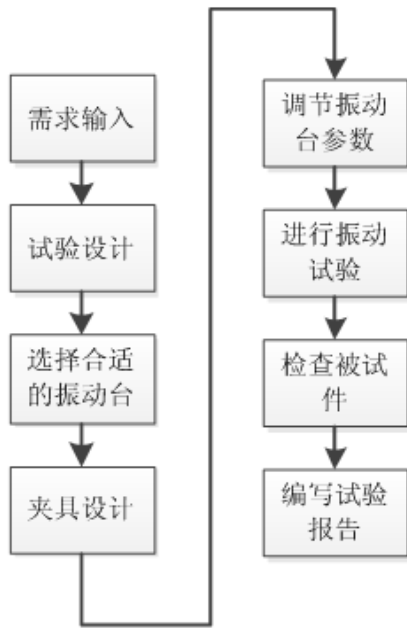 需求输入
试验设计
选择合适
的振动台
夹具设计
调节振动
台参数
进行振动
试验
检查被试
件
编写试验
报告